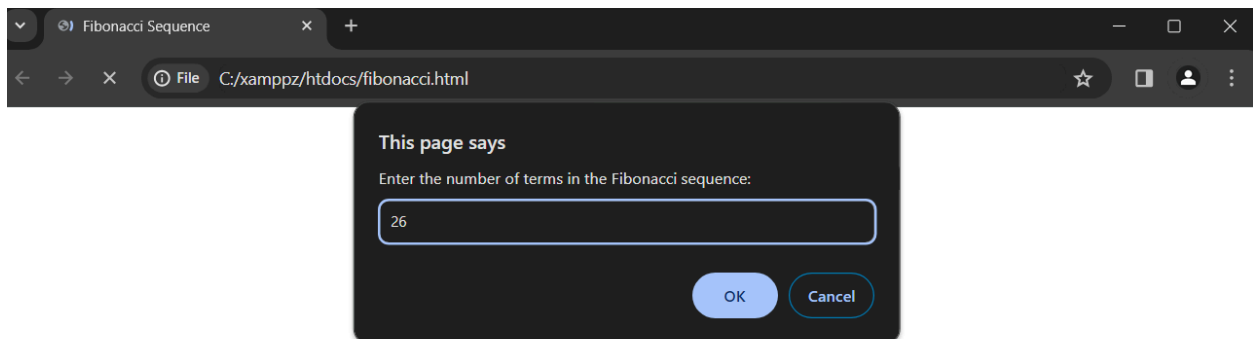 Fibonacci Sequence
File C:/xamppz/htdocs/fibonacci.html
This page says
Enter the number of terms in the Fibonacci sequence:
26
OK Cancel